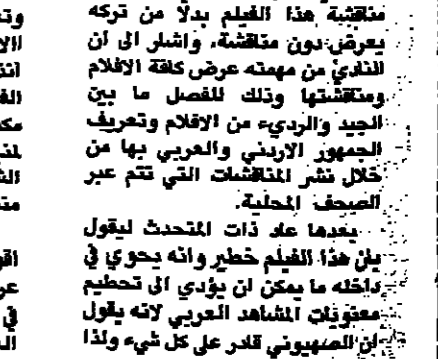 مناقشة هذا الفيلم بدلا من تركه
يعرض دون مناقشة، واشار الى ان
النادي من مهمته عرض كافة الافلام
ومناقشتها وذلك للفصل ما بين
الجيد والرديء من الافلام وتعريف
الجمهور الاردني والعربي بها من
خلال نشر المناقشات التي تتم عبر
الصحف المحلية.
بعدها عاد ذات المتحدث ليقول
بان هذا الفيلم خطير وانه يحوي في
داخله ما يمكن ان يؤدي الى تحطيم
معنويات المشاهد العربي لانه يقول
ان الصهيوني قادر على كل شيء ولذا